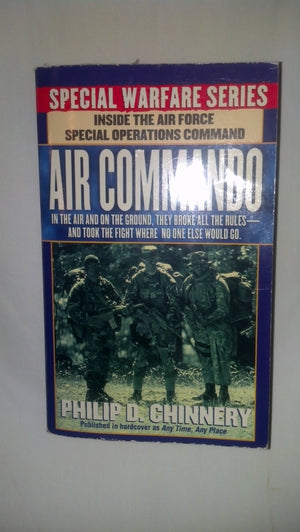 SPECIAL WARFARE SERIES
INSIDE THE AIR FORCE
SPECIAL OPERATIONS COMMAND
AIR COMMANDO
IN THE AIR AND ON THE GROUND, THEY BROKE ALL THE RULES—
AND TOOK THE FIGHT WHERE NO ONE ELSE WOULD GO.
PHILIP D. CHINNERY
Published in hardcover as Any Time, Any Place